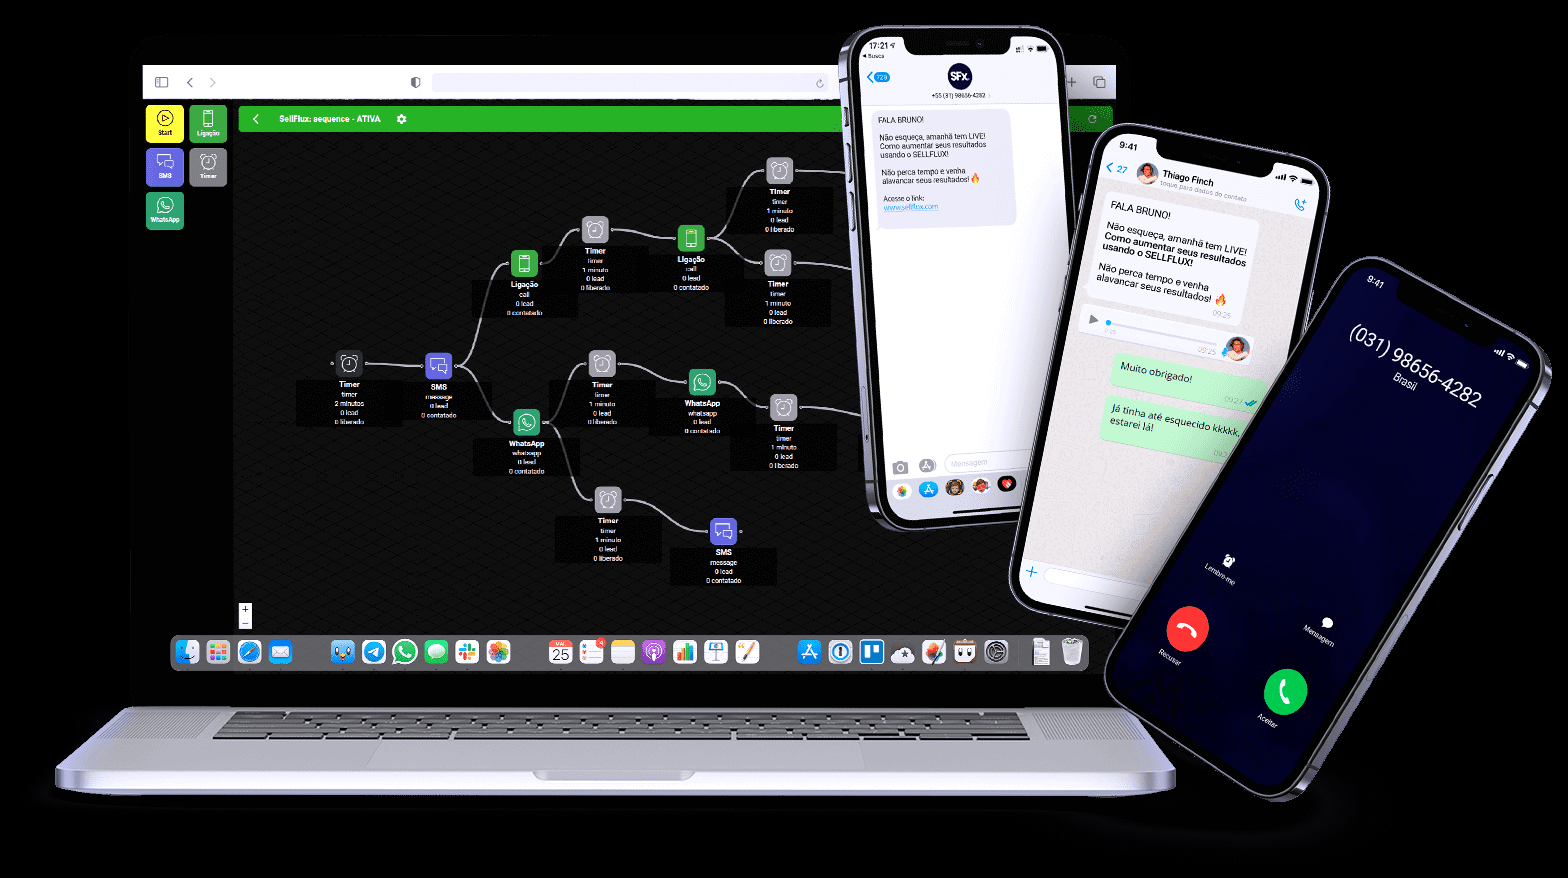 Start
Ligação
SMS
Timer
WhatsApp
SellFlux: sequence - ATIVA
Timer
timer
2 minutos
0 lead
0 liberado
SMS
message
0 lead
0 contatado
Ligação
call
0 lead
0 contatado
Timer
timer
1 minuto
0 lead
0 liberado
Ligação
call
0 lead
0 contatado
Timer
timer
1 minuto
0 lead
0 liberado
Timer
timer
1 minuto
0 lead
0 liberado
WhatsApp
whatsapp
0 lead
0 contatado
Timer
timer
1 minuto
0 lead
0 liberado
WhatsApp
whatsapp
0 lead
0 contatado
Timer
timer
1 minuto
0 lead
0 liberado
Timer
timer
1 minuto
0 lead
0 liberado
SMS
message
0 lead
0 contatado
+
−
25
4
17:21
Busca
729
SFx.
+55 (31) 98656-4282
FALA BRUNO!
Não esqueça, amanhã tem LIVE!
Como aumentar seus resultados
usando o SELLFLUX!
Não perca tempo e venha
alavancar seus resultados! 🔥
Acesse o link:
www.sellflux.com
Mensagem
9:41
27
Thiago Finch
toque para dados do contato
FALA BRUNO!
Não esqueça, amanhã tem LIVE!
Como aumentar seus resultados
usando o SELLFLUX!
Não perca tempo e venha
alavancar seus resultados! 🔥
09:25
09:25
Muito obrigado!
09:27
Já tinha até esquecido kkkkk,
estarei lá!
9:41
(031) 98656-4282
Brasil
Lembre-me
Mensagem
Recusar
Aceitar